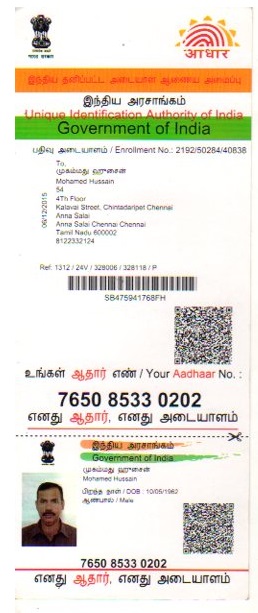 आधार
இந்திய தனிப்பட்ட அடையாள ஆணைய அமைப்பு
இந்திய அரசாங்கம்
Unique Identification Authority of India
Government of India
பதிவு அடையாளம் / Enrollment No.: 2192/50284/40838
To,
முகம்மது ஹுசைன்
Mohamed Hussain
54
4Th Floor
Kalavai Street, Chintadaripet Chennai
Anna Salai
Anna Salai Chennai Chennai
Tamil Nadu 600002
8122332124
06/12/2015
Ref: 1312 / 24V / 328006 / 328118 / P
SB475941768FH
உங்கள் ஆதார் எண் / Your Aadhaar No. :
7650 8533 0202
எனது ஆதார், எனது அடையாளம்
இந்திய அரசாங்கம்
Government of India
முகம்மது ஹுசைன்
Mohamed Hussain
பிறந்த நாள் / DOB : 10/05/1962
ஆண்பால் / Male
7650 8533 0202
எனது ஆதார், எனது அடையாளம்